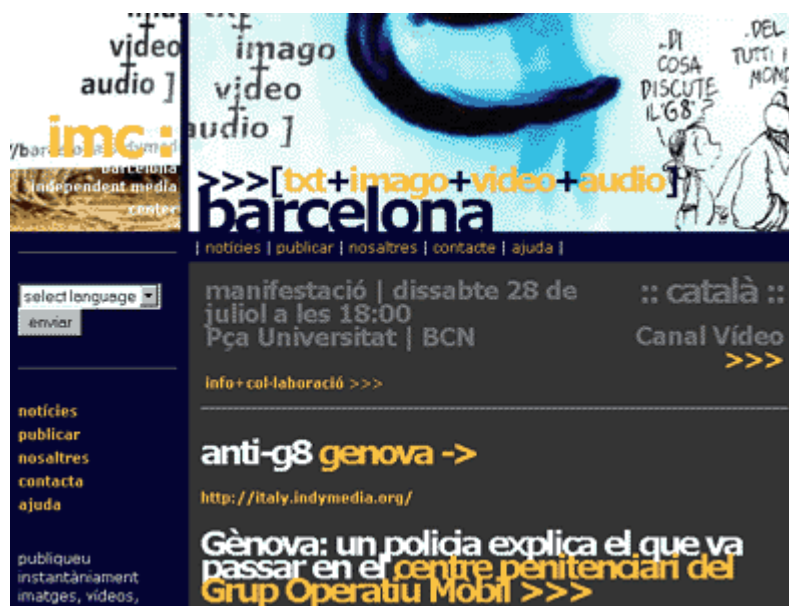 imago txt
video
audio ]
imc :
barcelona
independent media
center
imago
video
audio ]
DI
COSA
DISCUTE
IL G8?
DEL
TUTTI I
MONDO
>>>[txt+imago+video+audio]
barcelona
| notícies | publicar | nosaltres | contacte | ajuda |
select language
enviar
notícies
publicar
nosaltres
contacta
ajuda
publiqueu
instantàniament
imatges, vídeos,
manifestació | dissabte 28 de
juliol a les 18:00
Pça Universitat | BCN
:: català ::
Canal Vídeo
>>>
info+col·laboració >>>
anti-g8 genova ->
http://italy.indymedia.org/
Gènova: un policia explica el que va
passar en el centre penitenciari del
Grup Operatiu Mobil >>>